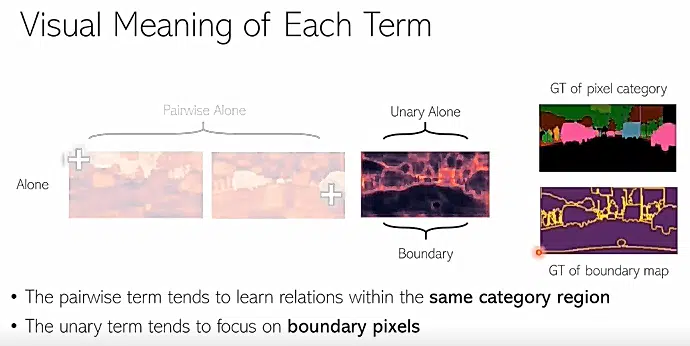 Visual Meaning of Each Term
GT of pixel category
Pairwise Alone
Unary Alone
Alone
Boundary
GT of boundary map
• The pairwise term tends to learn relations within the same category region
• The unary term tends to focus on boundary pixels